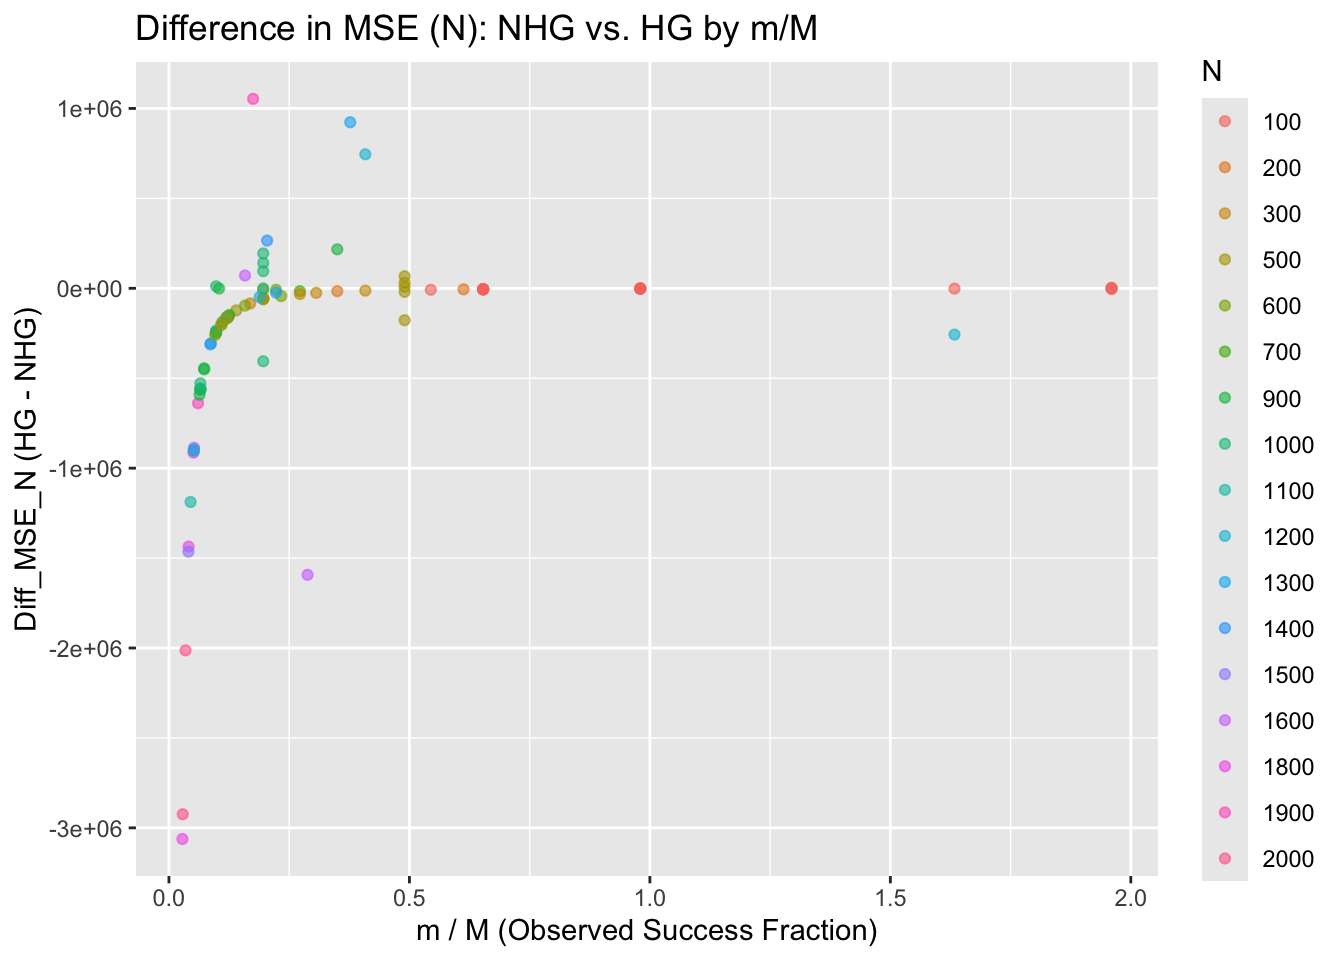 Difference in MSE (N): NHG vs. HG by m/M
N
100
200
300
500
600
700
900
1000
1100
1200
1300
1400
1500
1600
1800
1900
2000
Diff_MSE_N (HG - NHG)
1e+06
0e+00
-1e+06
-2e+06
-3e+06
0.0 0.5 1.0 1.5 2.0
m / M (Observed Success Fraction)